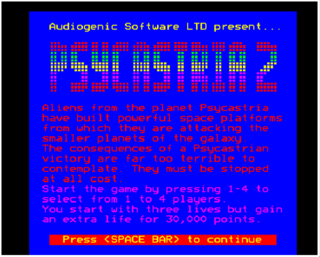 Audiogenic Software LTD present...
PSYCASTRIA 2
Aliens from the planet Psycastria
have built powerful space platforms
from which they are attacking the
smaller planets of the galaxy.
The consequences of a Psycastrian
victory are far too terrible to
contemplate. They must be stopped
at all cost.
Start the game by pressing 1-4 to
select from 1 to 4 players.
You start with three lives but gain
an extra life for 30,000 points.
Press <SPACE BAR> to continue